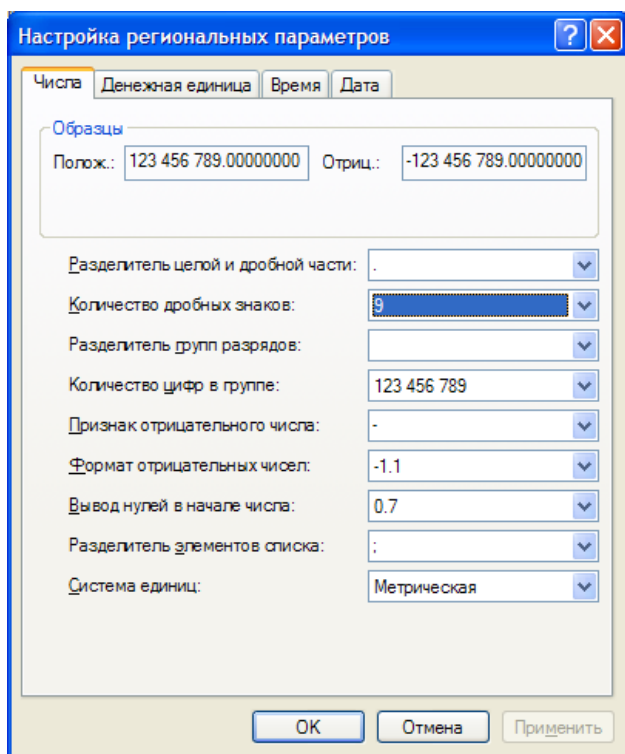 Настройка региональных параметров
Числа Денежная единица Время Дата
Образцы
Полож.: 123 456 789.00000000 Отриц.: -123 456 789.00000000
Разделитель целой и дробной части: .
Количество дробных знаков: 9
Разделитель групп разрядов:
Количество цифр в группе: 123 456 789
Признак отрицательного числа: -
Формат отрицательных чисел: -1.1
Вывод нулей в начале числа: 0.7
Разделитель элементов списка: ;
Система единиц: Метрическая
OK Отмена Применить